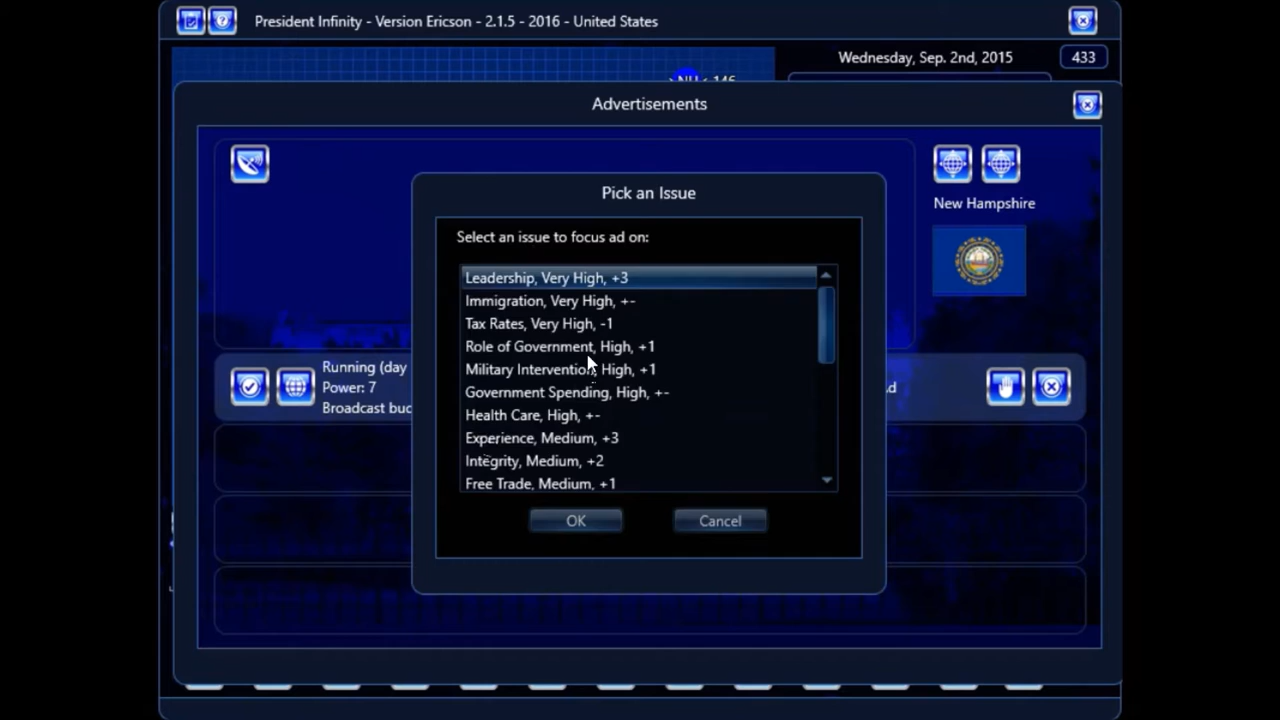 President Infinity - Version Ericson - 2.1.5 - 2016 - United States
Wednesday, Sep. 2nd, 2015
433
Advertisements
Pick an Issue
New Hampshire
Select an issue to focus ad on:
Leadership, Very High, +3
Immigration, Very High, +-
Tax Rates, Very High, -1
Role of Government, High, +1
Military Intervention, High, +1
Government Spending, High, +-
Health Care, High, +-
Experience, Medium, +3
Integrity, Medium, +2
Free Trade, Medium, +1
Running (day
Power: 7
Broadcast
OK
Cancel